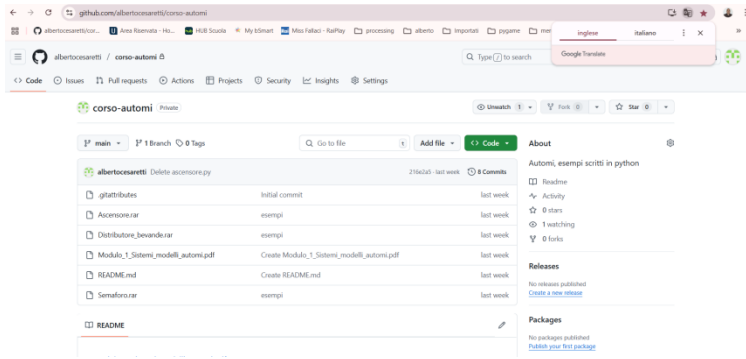 github.com/albertocesaretti/corso-automi
albertocesaretti/cor... Area Riservata - Ho... HUB Scuola My bSmart Miss Fallaci - RaiPlay processing alberto Importati pygame
inglese italiano
Google Translate
albertocesaretti / corso-automi
Type / to search
Code Issues Pull requests Actions Projects Security Insights Settings
corso-automi Private
Unwatch 1 Fork 0 Star 0
main 1 Branch 0 Tags Go to file t Add file Code
About
Automi, esempi scritti in python
albertocesaretti Delete ascensore.py 216e2a5 · last week 8 Commits
.gitattributes Initial commit last week
Ascensore.rar esempi last week
Distributore_bevande.rar esempi last week
Modulo_1_Sistemi_modelli_automi.pdf Create Modulo_1_Sistemi_modelli_automi.pdf last week
README.md Create README.md last week
Semaforo.rar esempi last week
Readme
Activity
0 stars
1 watching
0 forks
Releases
No releases published
Create a new release
Packages
No packages published
Publish your first package
README